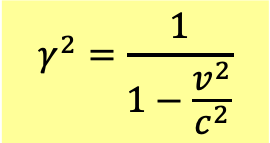 γ² = 1 / (1 − v²/c²)